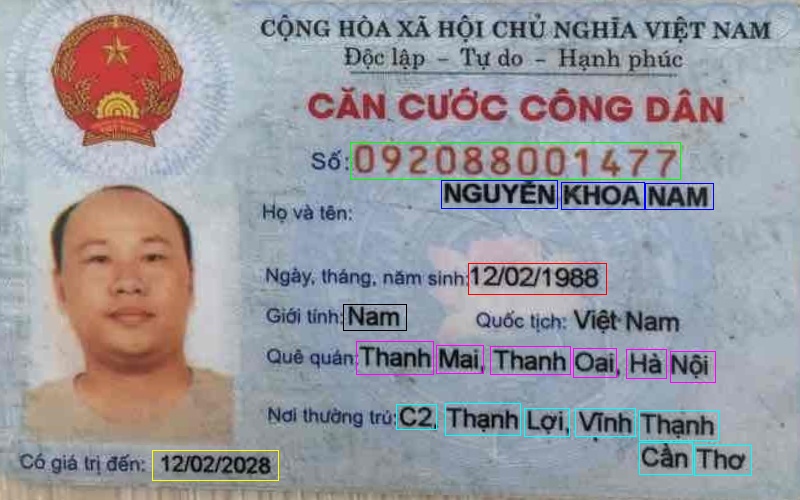 CỘNG HÒA XÃ HỘI CHỦ NGHĨA VIỆT NAM
Độc lập - Tự do - Hạnh phúc
CĂN CƯỚC CÔNG DÂN
Số: 092088001477
NGUYỄN KHOA NAM
Họ và tên:
Ngày, tháng, năm sinh: 12/02/1988
Giới tính: Nam Quốc tịch: Việt Nam
Quê quán: Thanh Mai, Thanh Oai, Hà Nội
Nơi thường trú: C2, Thạnh Lợi, Vĩnh Thạnh
Cần Thơ
Có giá trị đến: 12/02/2028